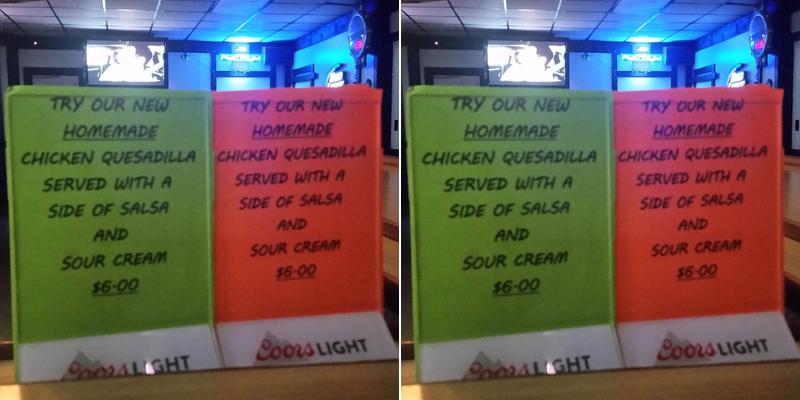 TRY OUR NEW
HOMEMADE
CHICKEN QUESADILLA
SERVED WITH A
SIDE OF SALSA
AND
SOUR CREAM
$6-00
Coors LIGHT
TRY OUR NEW
HOMEMADE
CHICKEN QUESADILLA
SERVED WITH A
SIDE OF SALSA
AND
SOUR CREAM
$6-00
Coors LIGHT
TRY OUR NEW
HOMEMADE
CHICKEN QUESADILLA
SERVED WITH A
SIDE OF SALSA
AND
SOUR CREAM
$6-00
Coors LIGHT
TRY OUR NEW
HOMEMADE
CHICKEN QUESADILLA
SERVED WITH A
SIDE OF SALSA
AND
SOUR CREAM
$6-00
Coors LIGHT